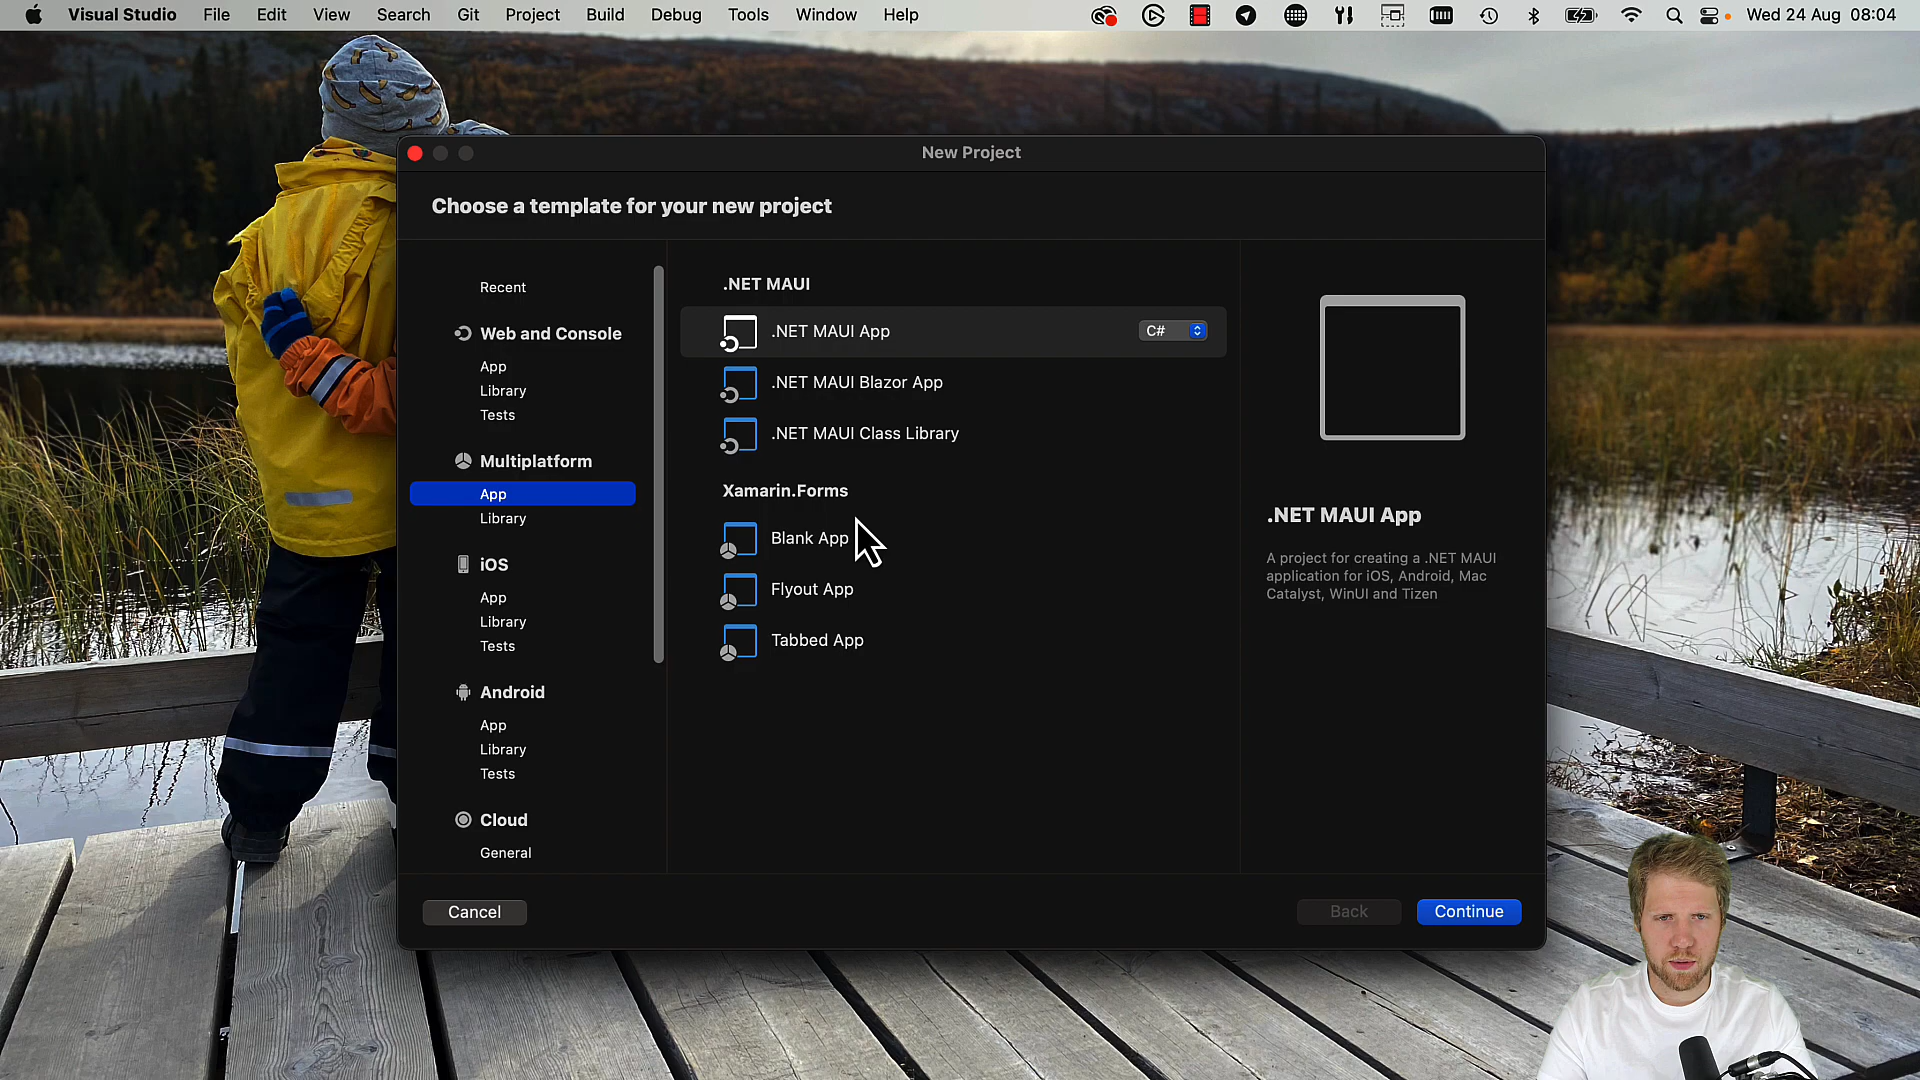 Visual Studio File Edit View Search Git Project Build Debug Tools Window Help Wed 24 Aug 08:04
New Project
Choose a template for your new project
Recent
Web and Console
App
Library
Tests
Multiplatform
App
Library
iOS
App
Library
Tests
Android
App
Library
Tests
Cloud
General
.NET MAUI
.NET MAUI App C#
.NET MAUI Blazor App
.NET MAUI Class Library
Xamarin.Forms
Blank App
Flyout App
Tabbed App
.NET MAUI App
A project for creating a .NET MAUI
application for iOS, Android, Mac
Catalyst, WinUI and Tizen
Cancel Back Continue